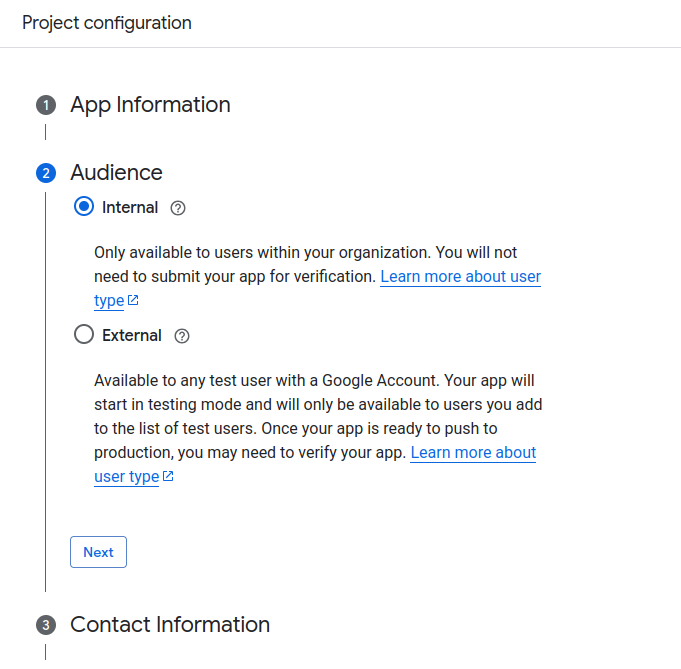 Project configuration
1 App Information
2 Audience
Internal
Only available to users within your organization. You will not
need to submit your app for verification. Learn more about user
type
External
Available to any test user with a Google Account. Your app will
start in testing mode and will only be available to users you add
to the list of test users. Once your app is ready to push to
production, you may need to verify your app. Learn more about
user type
Next
3 Contact Information